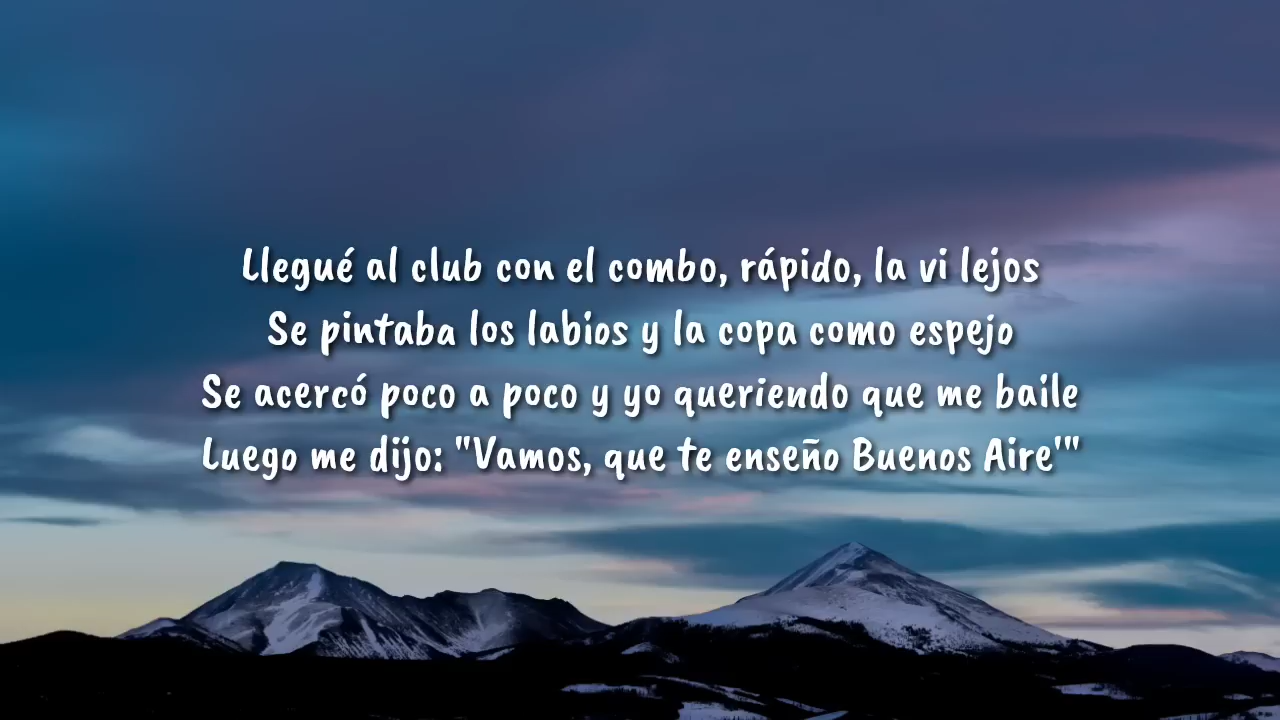 Llegué al club con el combo, rápido, la vi lejos
Se pintaba los labios y la copa como espejo
Se acercó poco a poco y yo queriendo que me baile
Luego me dijo: "Vamos, que te enseño Buenos Aire'"